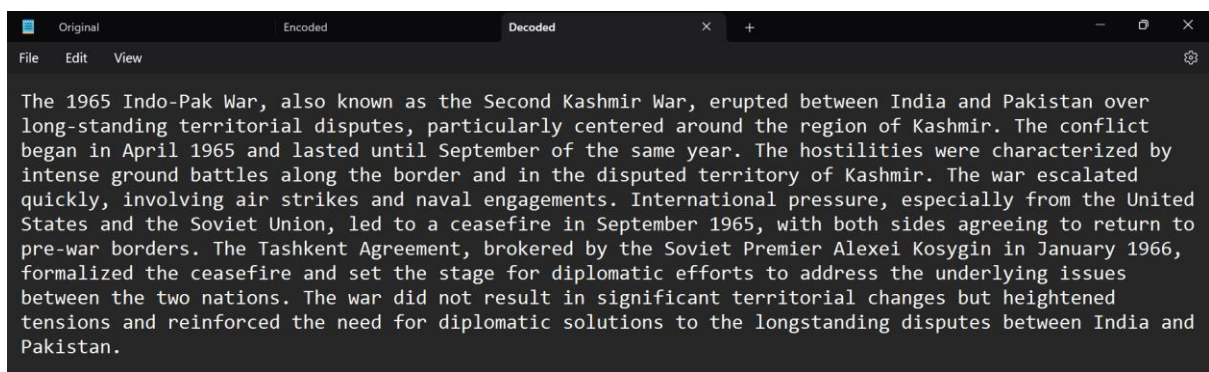 Original Encoded Decoded
File Edit View
The 1965 Indo-Pak War, also known as the Second Kashmir War, erupted between India and Pakistan over
long-standing territorial disputes, particularly centered around the region of Kashmir. The conflict
began in April 1965 and lasted until September of the same year. The hostilities were characterized by
intense ground battles along the border and in the disputed territory of Kashmir. The war escalated
quickly, involving air strikes and naval engagements. International pressure, especially from the United
States and the Soviet Union, led to a ceasefire in September 1965, with both sides agreeing to return to
pre-war borders. The Tashkent Agreement, brokered by the Soviet Premier Alexei Kosygin in January 1966,
formalized the ceasefire and set the stage for diplomatic efforts to address the underlying issues
between the two nations. The war did not result in significant territorial changes but heightened
tensions and reinforced the need for diplomatic solutions to the longstanding disputes between India and
Pakistan.